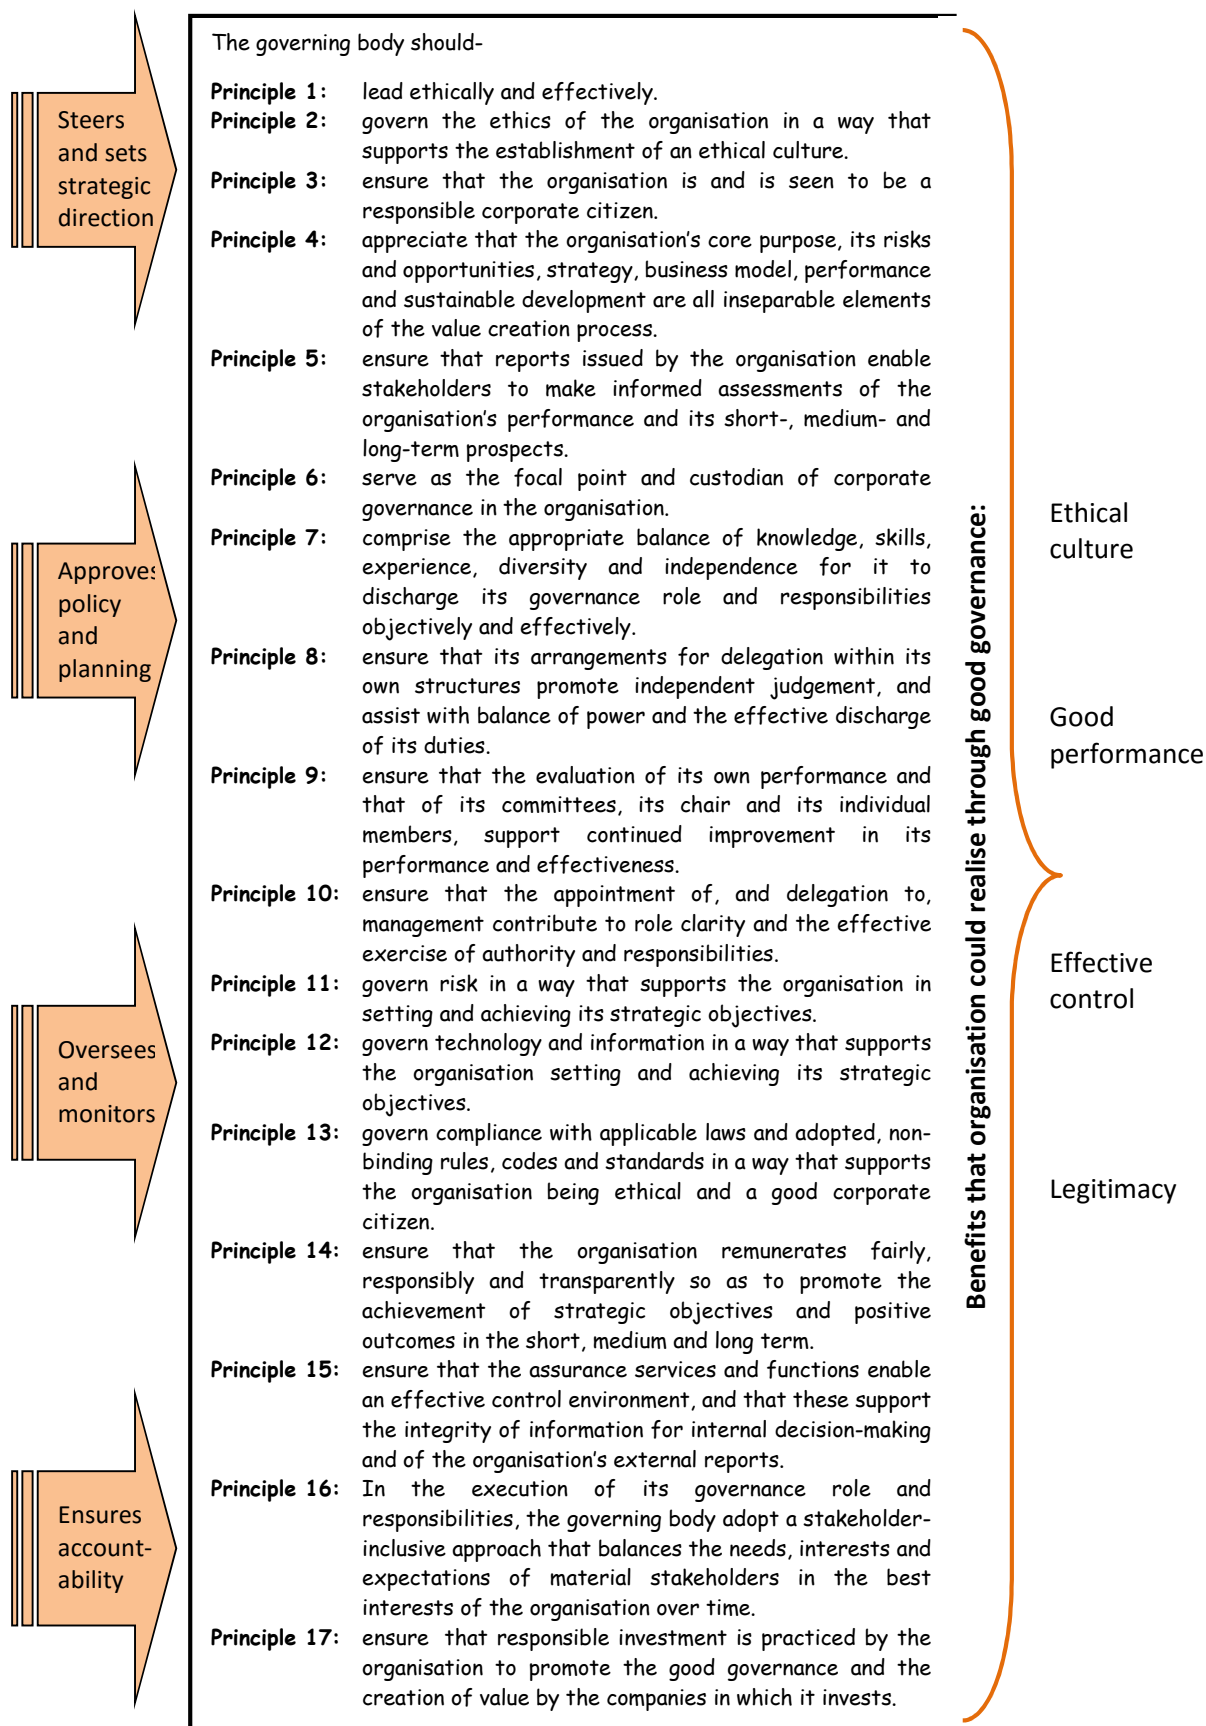 Steers
and sets
strategic
direction
Approves
policy
and
planning
Oversees
and
monitors
Ensures
account-
ability
The governing body should-
Principle 1: lead ethically and effectively.
Principle 2: govern the ethics of the organisation in a way that
supports the establishment of an ethical culture.
Principle 3: ensure that the organisation is and is seen to be a
responsible corporate citizen.
Principle 4: appreciate that the organisation's core purpose, its risks
and opportunities, strategy, business model, performance
and sustainable development are all inseparable elements
of the value creation process.
Principle 5: ensure that reports issued by the organisation enable
stakeholders to make informed assessments of the
organisation's performance and its short-, medium- and
long-term prospects.
Principle 6: serve as the focal point and custodian of corporate
governance in the organisation.
Principle 7: comprise the appropriate balance of knowledge, skills,
experience, diversity and independence for it to
discharge its governance role and responsibilities
objectively and effectively.
Principle 8: ensure that its arrangements for delegation within its
own structures promote independent judgement, and
assist with balance of power and the effective discharge
of its duties.
Principle 9: ensure that the evaluation of its own performance and
that of its committees, its chair and its individual
members, support continued improvement in its
performance and effectiveness.
Principle 10: ensure that the appointment of, and delegation to,
management contribute to role clarity and the effective
exercise of authority and responsibilities.
Principle 11: govern risk in a way that supports the organisation in
setting and achieving its strategic objectives.
Principle 12: govern technology and information in a way that supports
the organisation setting and achieving its strategic
objectives.
Principle 13: govern compliance with applicable laws and adopted, non-
binding rules, codes and standards in a way that supports
the organisation being ethical and a good corporate
citizen.
Principle 14: ensure that the organisation remunerates fairly,
responsibly and transparently so as to promote the
achievement of strategic objectives and positive
outcomes in the short, medium and long term.
Principle 15: ensure that the assurance services and functions enable
an effective control environment, and that these support
the integrity of information for internal decision-making
and of the organisation's external reports.
Principle 16: In the execution of its governance role and
responsibilities, the governing body adopt a stakeholder-
inclusive approach that balances the needs, interests and
expectations of material stakeholders in the best
interests of the organisation over time.
Principle 17: ensure that responsible investment is practiced by the
organisation to promote the good governance and the
creation of value by the companies in which it invests.
Benefits that organisation could realise through good governance:
Ethical
culture
Good
performance
Effective
control
Legitimacy